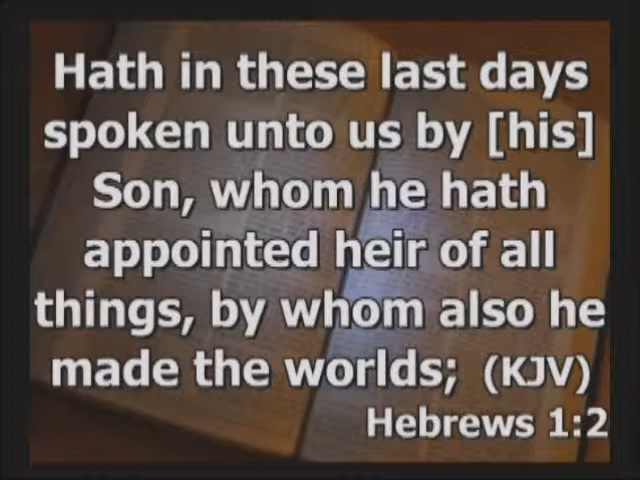 Hath in these last days
spoken unto us by [his]
Son, whom he hath
appointed heir of all
things, by whom also he
made the worlds; (KJV)
Hebrews 1:2